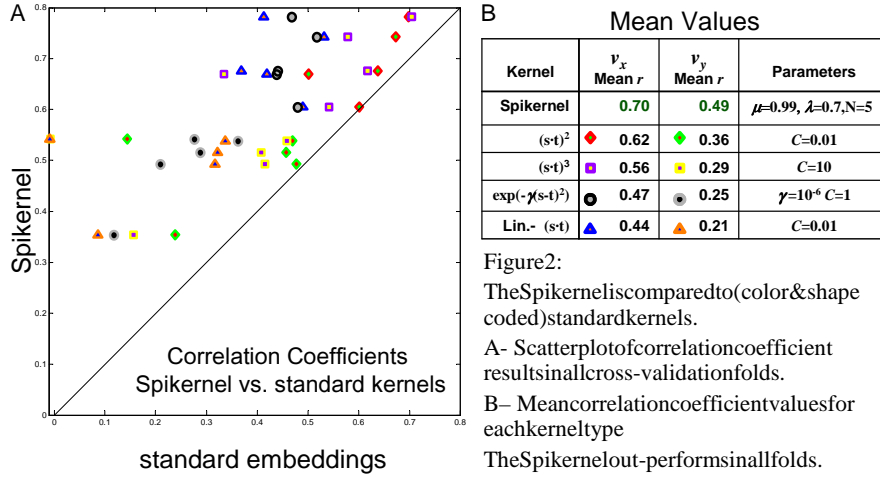 A
Spikernel
0.8
0.7
0.6
0.5
0.4
0.3
0.2
0.1
0
0
0.1
0.2
0.3
0.4
0.5
0.6
0.7
0.8
Correlation Coefficients
Spikernel vs. standard kernels
standard embeddings
B
Mean Values
Kernel vx Mean r vy Mean r Parameters
Spikernel 0.70 0.49 μ=0.99, λ=0.7,N=5
(s·t)² 0.62 0.36 C=0.01
(s·t)³ 0.56 0.29 C=10
exp(-γ(s-t)²) 0.47 0.25 γ=10⁻⁶ C=1
Lin.- (s·t) 0.44 0.21 C=0.01
Figure2:
TheSpikerneliscomparedto(color&shape
coded)standardkernels.
A- Scatterplotofcorrelationcoefficient
resultsinallcross-validationfolds.
B– Meancorrelationcoefficientvaluesfor
eachkerneltype
TheSpikernelout-performsinallfolds.